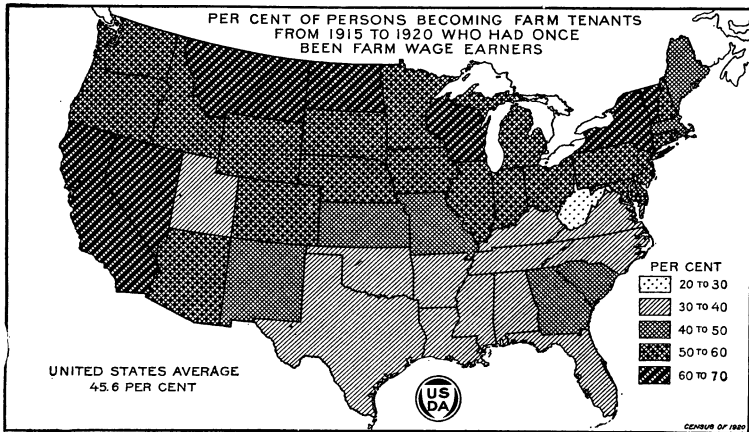 PER CENT OF PERSONS BECOMING FARM TENANTS
FROM 1915 TO 1920 WHO HAD ONCE
BEEN FARM WAGE EARNERS
PER CENT
20 TO 30
30 TO 40
40 TO 50
50 TO 60
60 TO 70
UNITED STATES AVERAGE
45.6 PER CENT
US
DA
CENSUS OF 1920